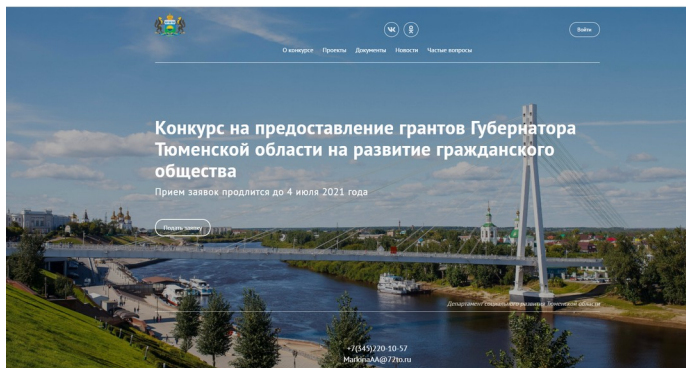 Войти
О конкурсе Проекты Документы Новости Частые вопросы
Конкурс на предоставление грантов Губернатора
Тюменской области на развитие гражданского
общества
Прием заявок продлится до 4 июля 2021 года
Подать заявку
Департамент социального развития Тюменской области
+7(345)220-10-57
MarkinaAA@72to.ru